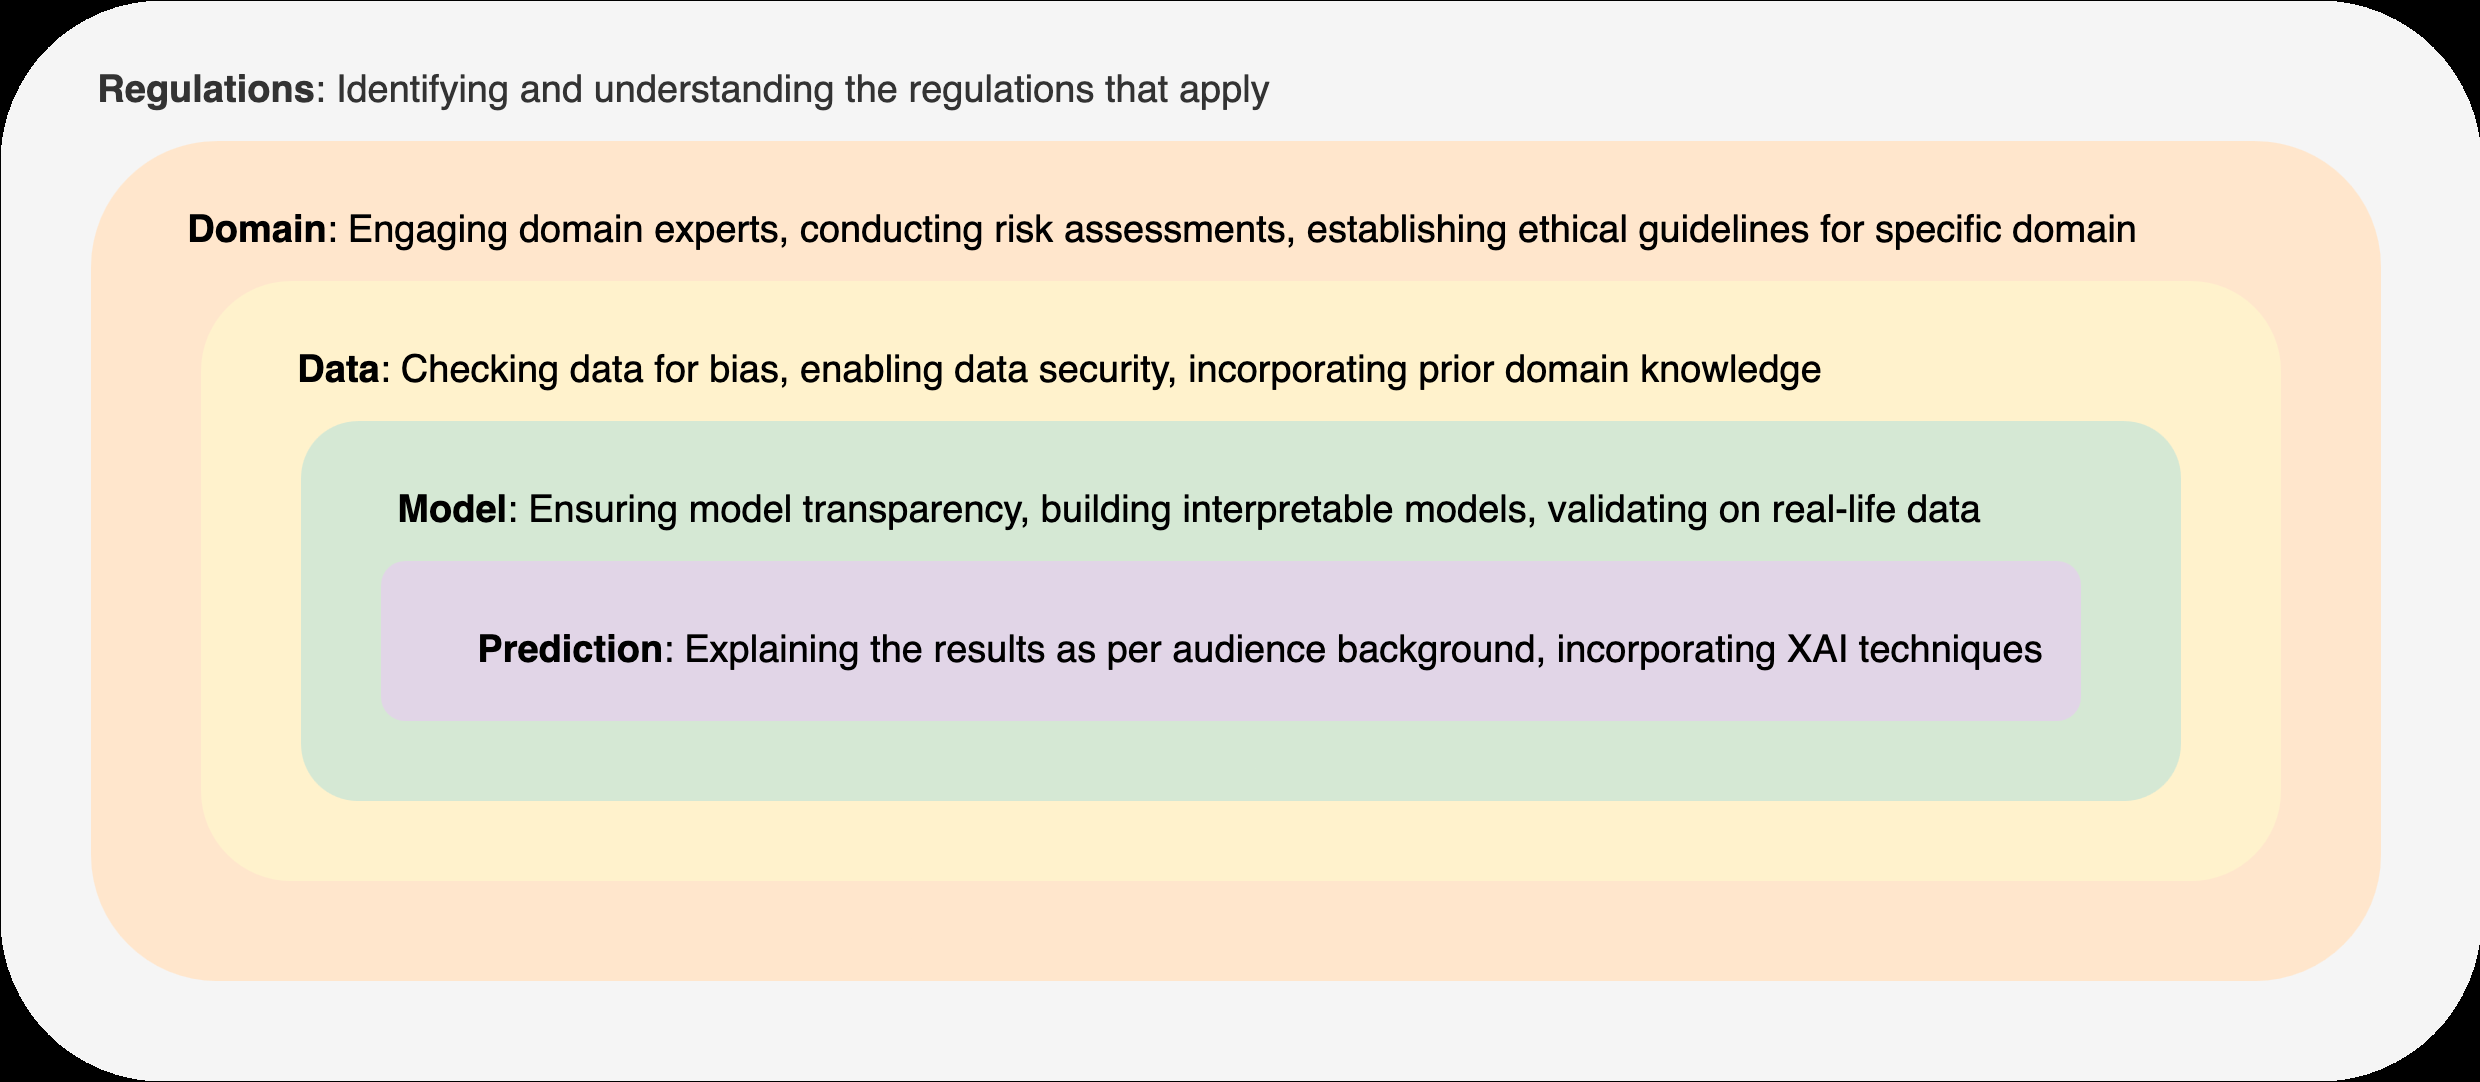 Regulations: Identifying and understanding the regulations that apply
Domain: Engaging domain experts, conducting risk assessments, establishing ethical guidelines for specific domain
Data: Checking data for bias, enabling data security, incorporating prior domain knowledge
Model: Ensuring model transparency, building interpretable models, validating on real-life data
Prediction: Explaining the results as per audience background, incorporating XAI techniques